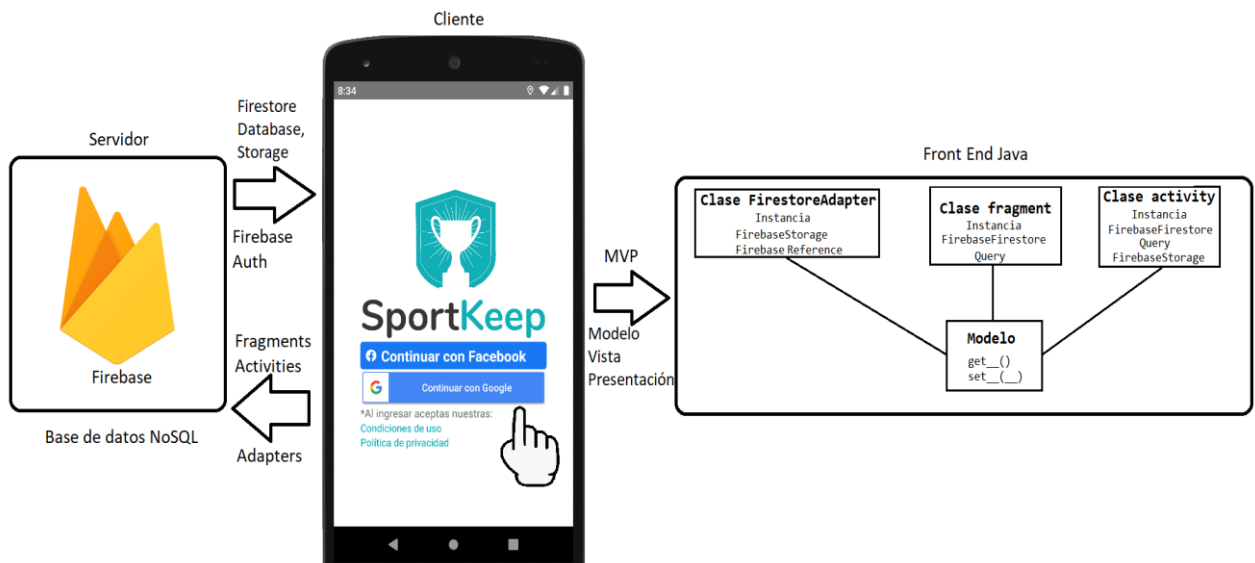 Cliente
Servidor
Firebase
Base de datos NoSQL
Firestore
Database,
Storage
Firebase
Auth
Fragments
Activities
Adapters
8:34
SportKeep
Continuar con Facebook
Continuar con Google
*Al ingresar aceptas nuestras:
Condiciones de uso
Política de privacidad
MVP
Modelo
Vista
Presentación
Front End Java
Clase FirestoreAdapter
Instancia
FirebaseStorage
Firebase Reference
Clase fragment
Instancia
FirebaseFirestore
Query
Clase activity
Instancia
FirebaseFirestore
Query
FirebaseStorage
Modelo
get__()
set__(__)